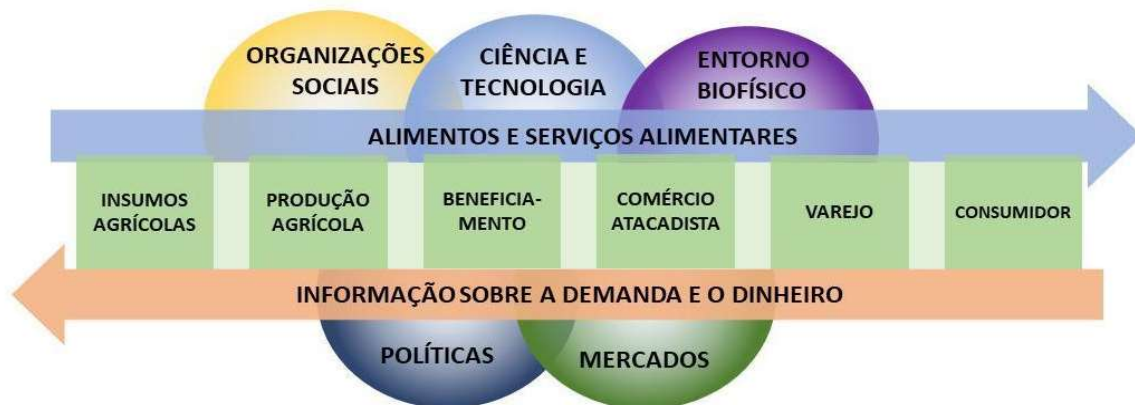 ORGANIZAÇÕES
SOCIAIS
CIÊNCIA E
TECNOLOGIA
ENTORNO
BIOFÍSICO
ALIMENTOS E SERVIÇOS ALIMENTARES
INSUMOS
AGRÍCOLAS
PRODUÇÃO
AGRÍCOLA
BENEFICIA-
MENTO
COMÉRCIO
ATACADISTA
VAREJO
CONSUMIDOR
INFORMAÇÃO SOBRE A DEMANDA E O DINHEIRO
POLÍTICAS
MERCADOS